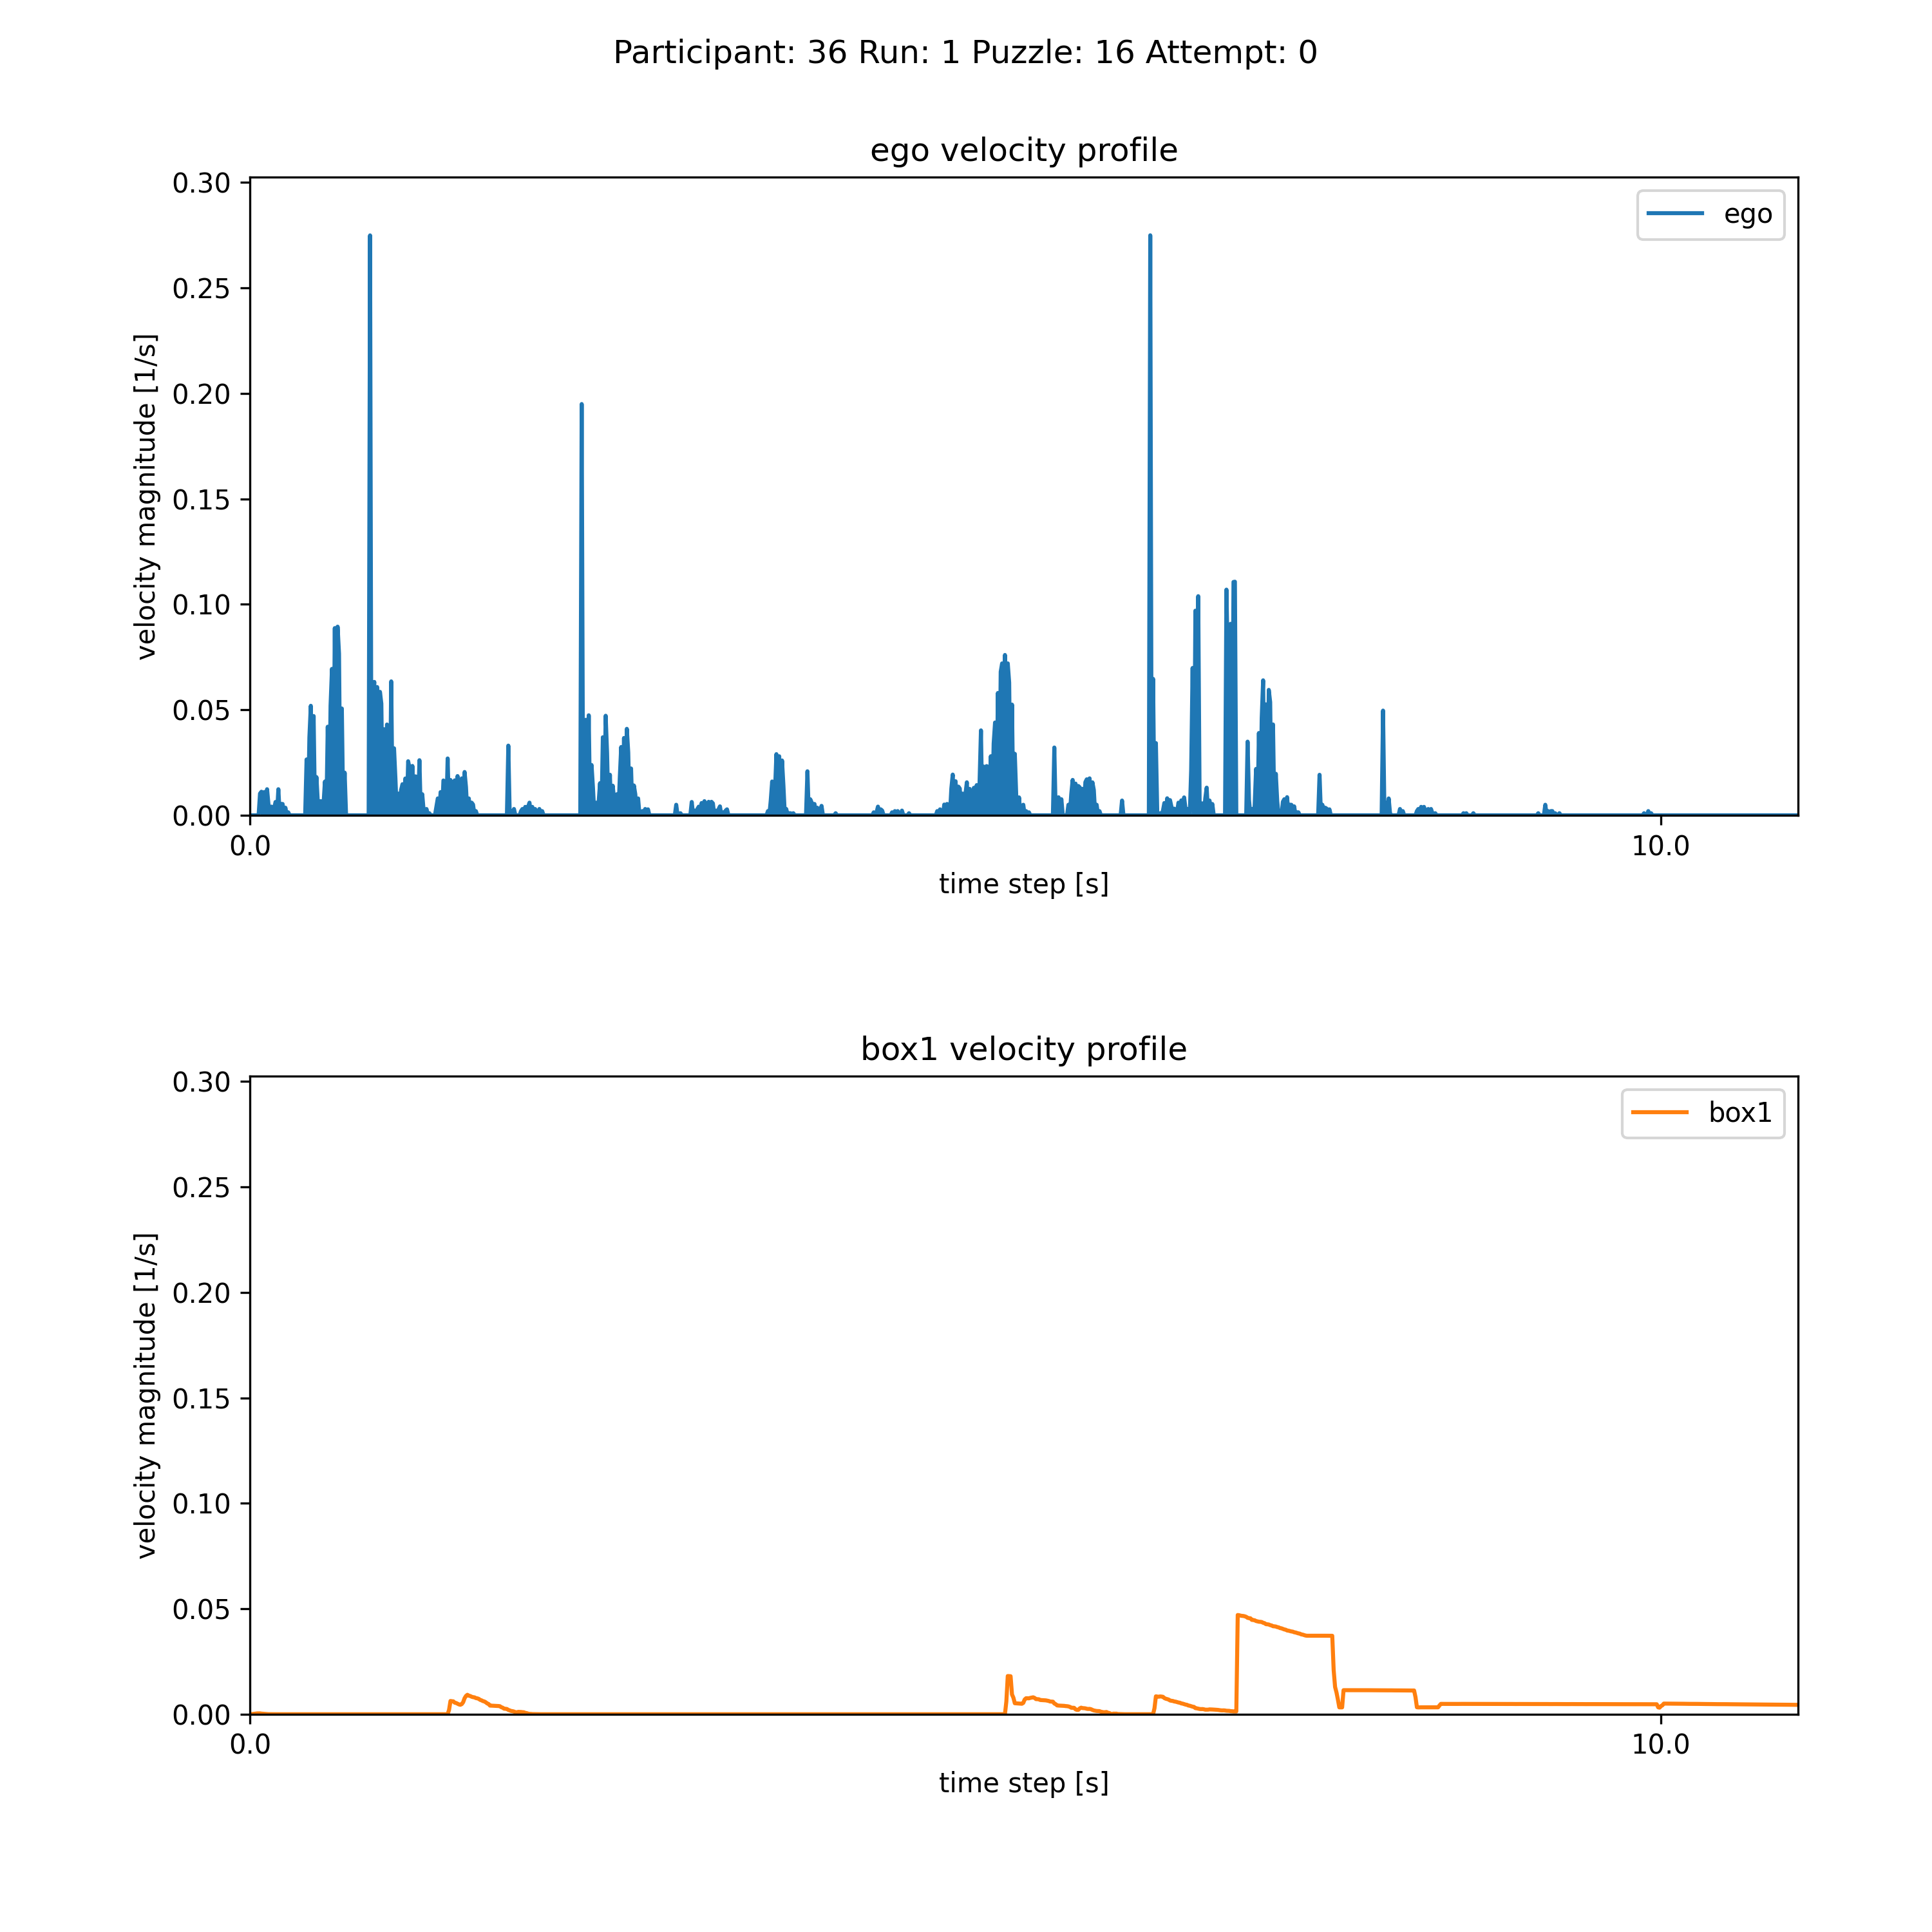 Participant: 36 Run: 1 Puzzle: 16 Attempt: 0
ego velocity profile
0.30
0.25
0.20
0.15
0.10
0.05
0.00
velocity magnitude [1/s]
ego
0.0
10.0
time step [s]
box1 velocity profile
0.30
0.25
0.20
0.15
0.10
0.05
0.00
velocity magnitude [1/s]
box1
0.0
10.0
time step [s]